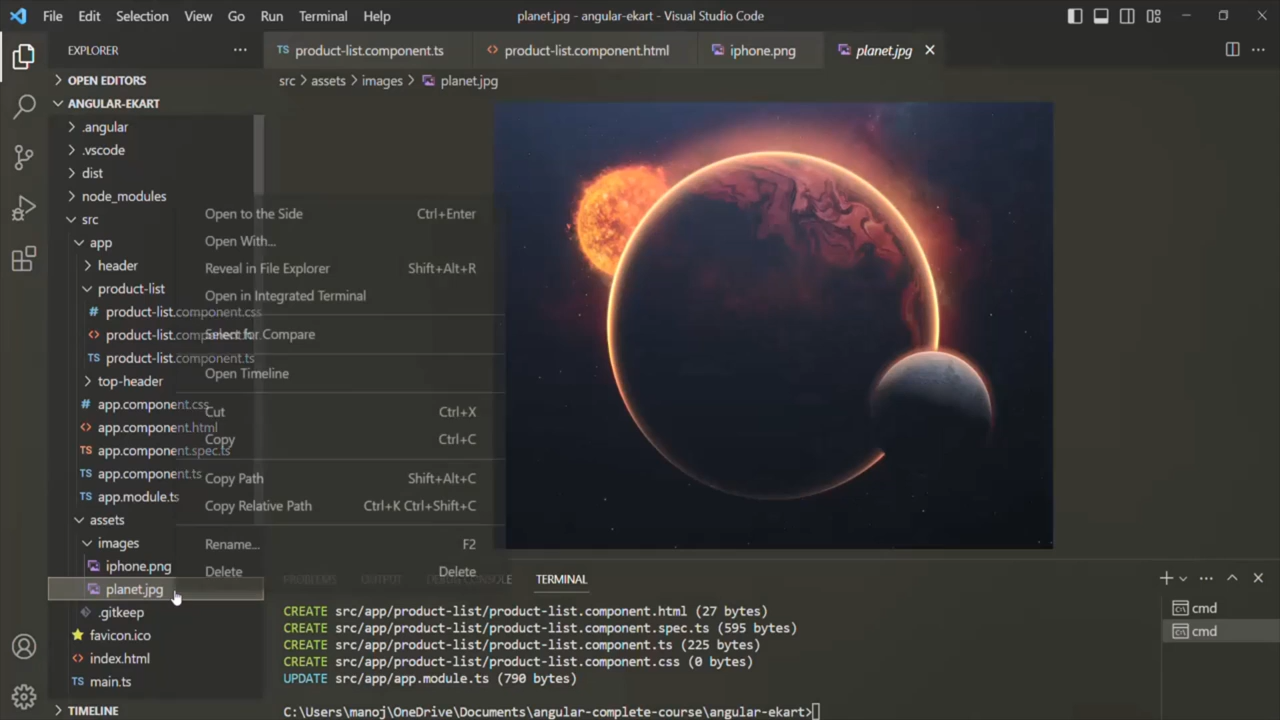 File Edit Selection View Go Run Terminal Help
planet.jpg - angular-ekart - Visual Studio Code
EXPLORER
product-list.component.ts
product-list.component.html
iphone.png
planet.jpg
OPEN EDITORS
src > assets > images > planet.jpg
ANGULAR-EKART
.angular
.vscode
dist
node_modules
src
app
header
product-list
product-list.component.css
product-list.component.h
product-list.component.ts
top-header
app.component.css
app.component.html
app.component.spec.ts
app.component.ts
app.module.ts
assets
images
iphone.png
planet.jpg
.gitkeep
favicon.ico
index.html
main.ts
TIMELINE
Open to the Side Ctrl+Enter
Open With...
Reveal in File Explorer Shift+Alt+R
Open in Integrated Terminal
Select for Compare
Open Timeline
Cut Ctrl+X
Copy Ctrl+C
Copy Path Shift+Alt+C
Copy Relative Path Ctrl+K Ctrl+Shift+C
Rename... F2
Delete Delete
PROBLEMS OUTPUT DEBUG CONSOLE TERMINAL
CREATE src/app/product-list/product-list.component.html (27 bytes)
CREATE src/app/product-list/product-list.component.spec.ts (595 bytes)
CREATE src/app/product-list/product-list.component.ts (225 bytes)
CREATE src/app/product-list/product-list.component.css (0 bytes)
UPDATE src/app/app.module.ts (790 bytes)
C:\Users\manoj\OneDrive\Documents\angular-complete-course\angular-ekart>
cmd
cmd